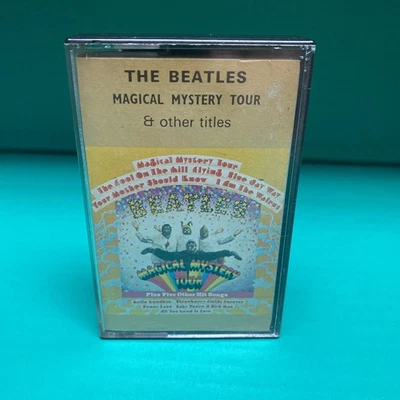 THE BEATLES
MAGICAL MYSTERY TOUR
& other titles
Magical Mystery Tour
The Fool On The Hill Flying Blue Jay Way
Your Mother Should Know I Am The Walrus
BEATLES
MAGICAL MYSTERY
TOUR
Plus Five Other Hit Songs
Hello Goodbye Strawberry Fields Forever
Penny Lane Baby You're A Rich Man
All You Need Is Love